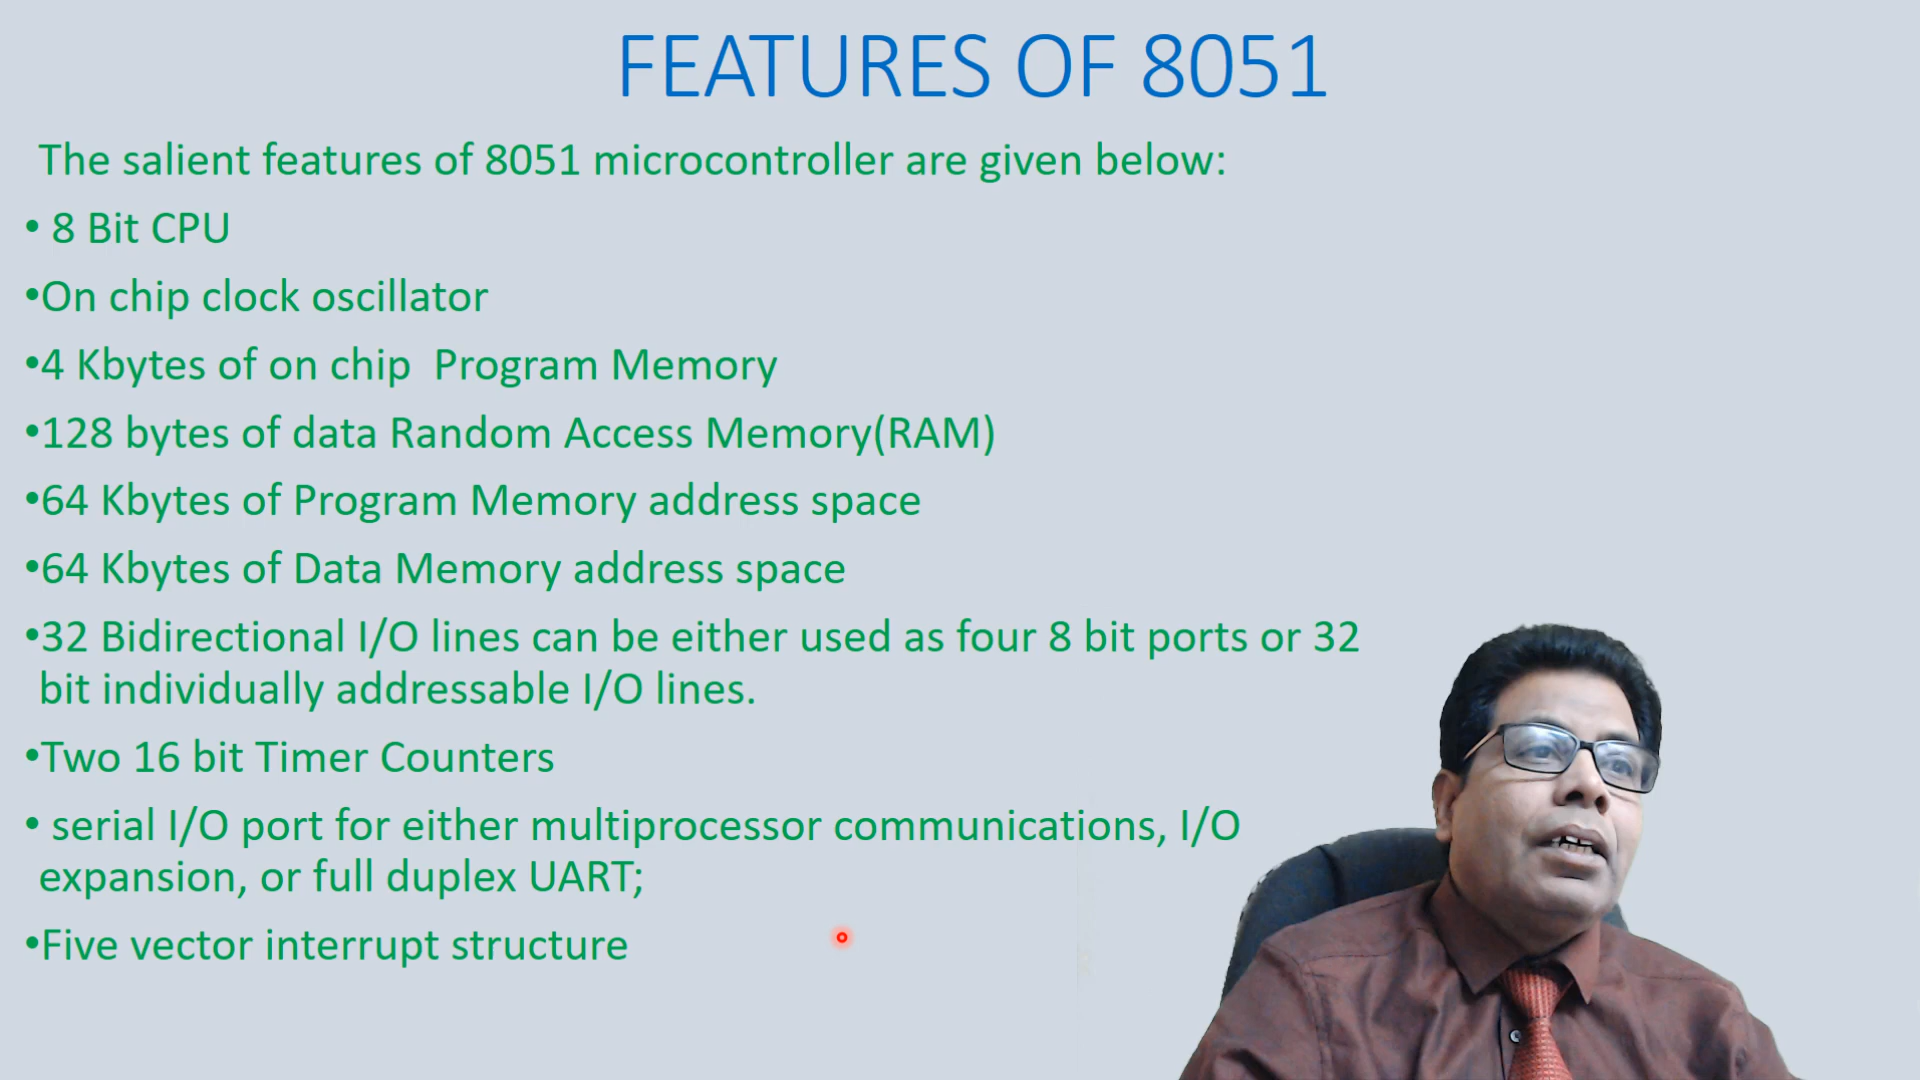 FEATURES OF 8051
The salient features of 8051 microcontroller are given below:
• 8 Bit CPU
•On chip clock oscillator
•4 Kbytes of on chip  Program Memory
•128 bytes of data Random Access Memory(RAM)
•64 Kbytes of Program Memory address space
•64 Kbytes of Data Memory address space
•32 Bidirectional I/O lines can be either used as four 8 bit ports or 32
bit individually addressable I/O lines.
•Two 16 bit Timer Counters
• serial I/O port for either multiprocessor communications, I/O
expansion, or full duplex UART;
•Five vector interrupt structure